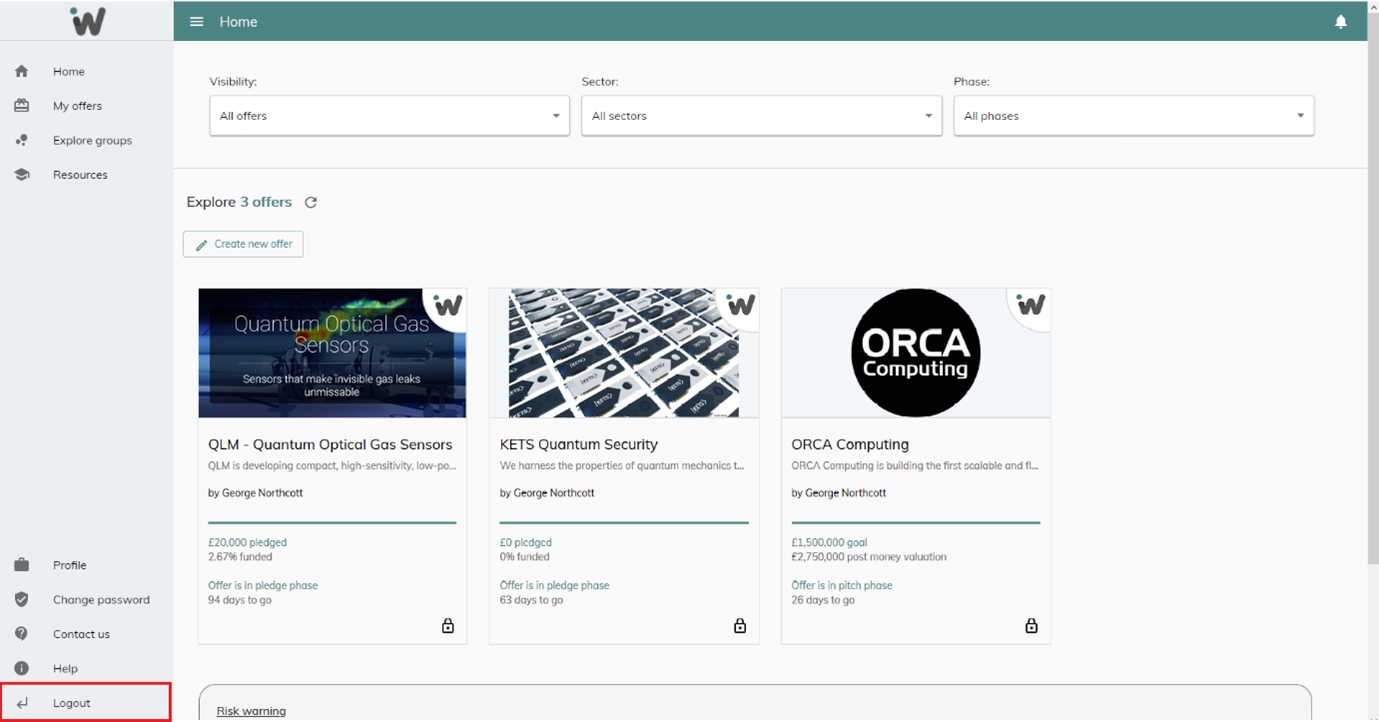 Home
Home
My offers
Explore groups
Resources
Profile
Change password
Contact us
Help
Logout
Visibility:
Sector:
Phase:
All offers
All sectors
All phases
Explore 3 offers
Create new offer
Quantum Optical Gas
Sensors
Sensors that make invisible gas leaks
unmissable
QLM - Quantum Optical Gas Sensors
QLM is developing compact, high-sensitivity, low-po...
by George Northcott
£20,000 pledged
2.67% funded
Offer is in pledge phase
94 days to go
KETS Quantum Security
We harness the properties of quantum mechanics t...
by George Northcott
£0 pledged
0% funded
Offer is in pledge phase
63 days to go
ORCA
Computing
ORCA Computing
ORCA Computing is building the first scalable and fl...
by George Northcott
£1,500,000 goal
£2,750,000 post money valuation
Offer is in pitch phase
26 days to go
Risk warning